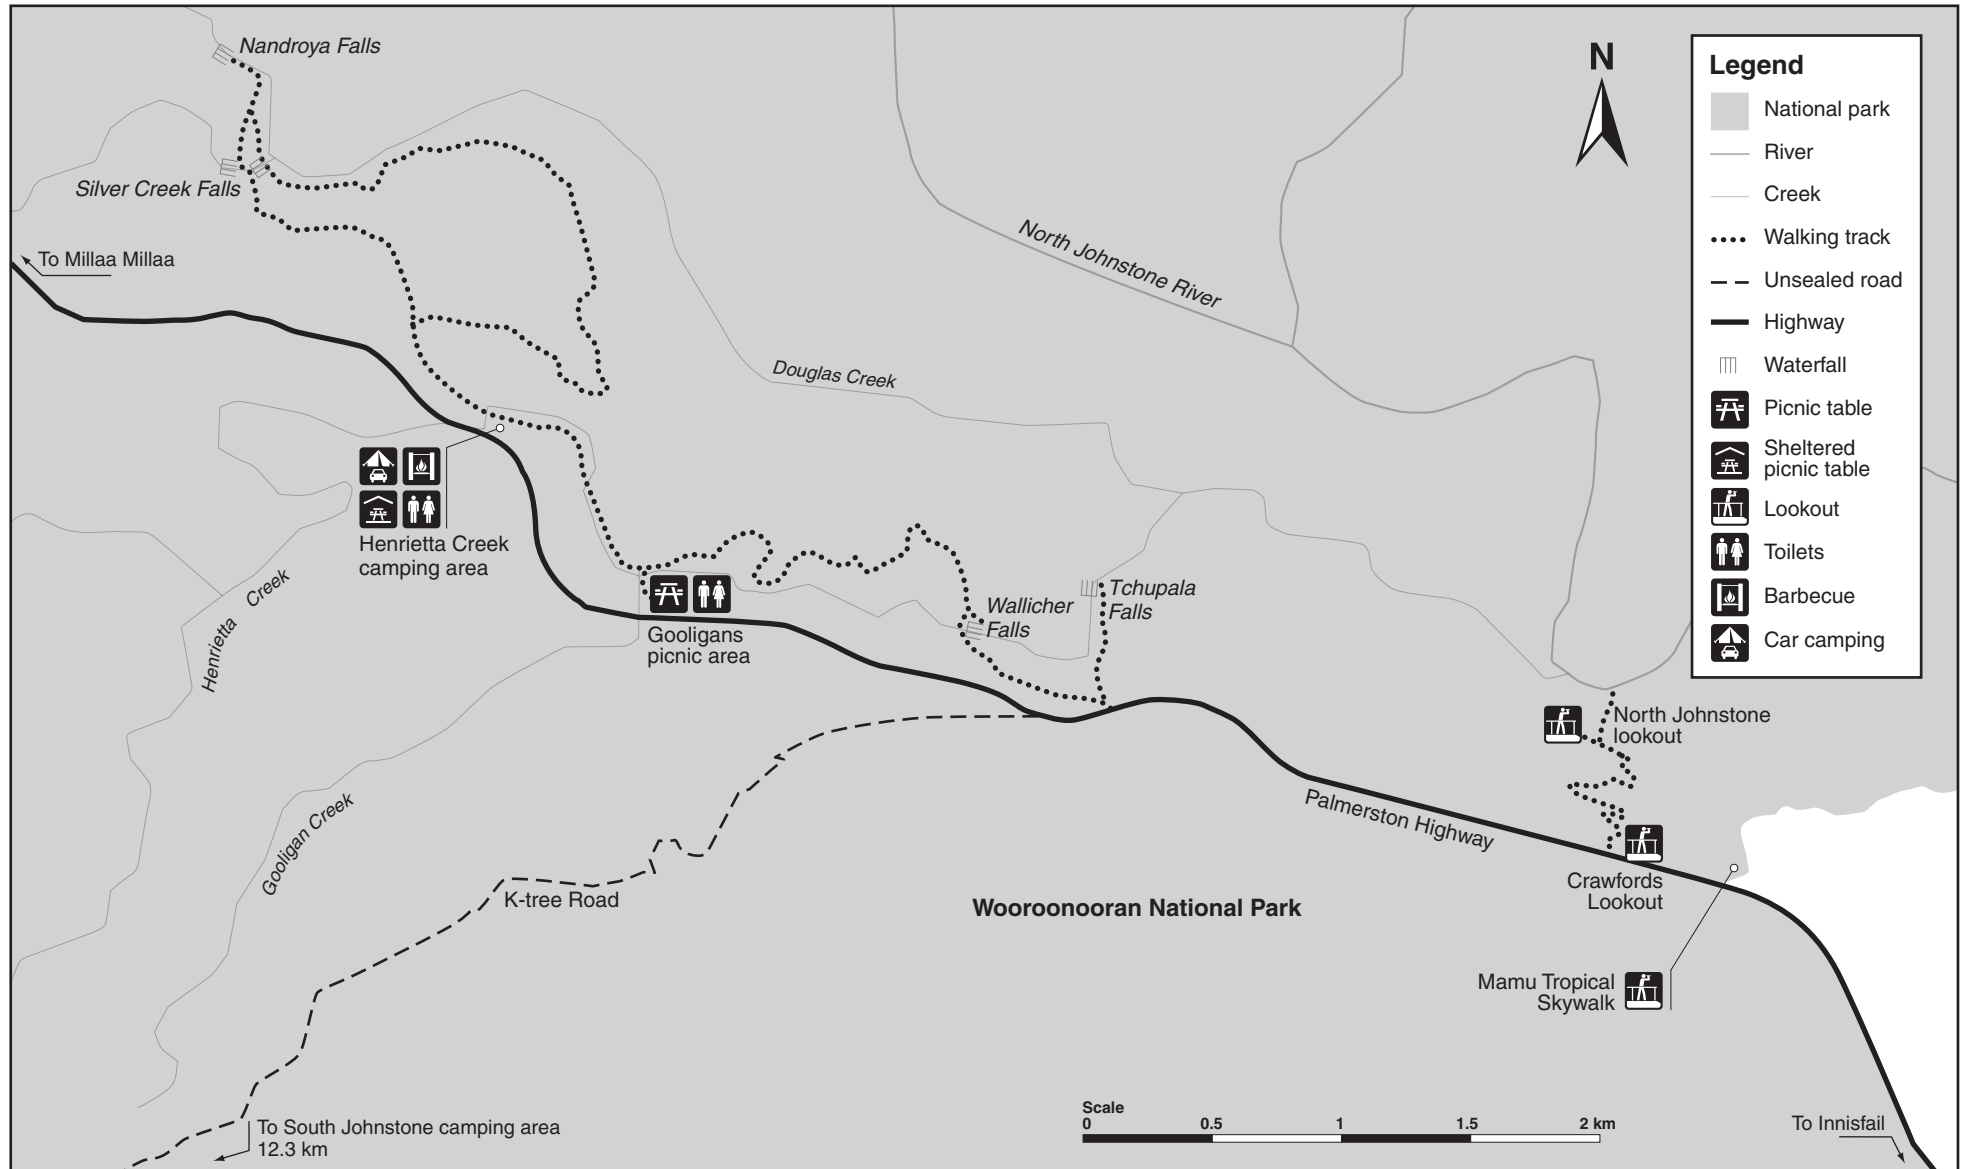 Nandroya Falls
Silver Creek Falls
To Millaa Millaa
North Johnstone River
Douglas Creek
N
Legend
National park
River
Creek
Walking track
Unsealed road
Highway
Waterfall
Picnic table
Sheltered
picnic table
Lookout
Toilets
Barbecue
Car camping
Henrietta Creek
camping area
Henrietta Creek
Gooligans
picnic area
Wallicher
Falls
Tchupala
Falls
North Johnstone
lookout
Gooligan Creek
K-tree Road
Palmerston Highway
Crawfords
Lookout
Wooroonooran National Park
Mamu Tropical
Skywalk
To South Johnstone camping area
12.3 km
Scale
0 0.5 1 1.5 2 km
To Innisfail